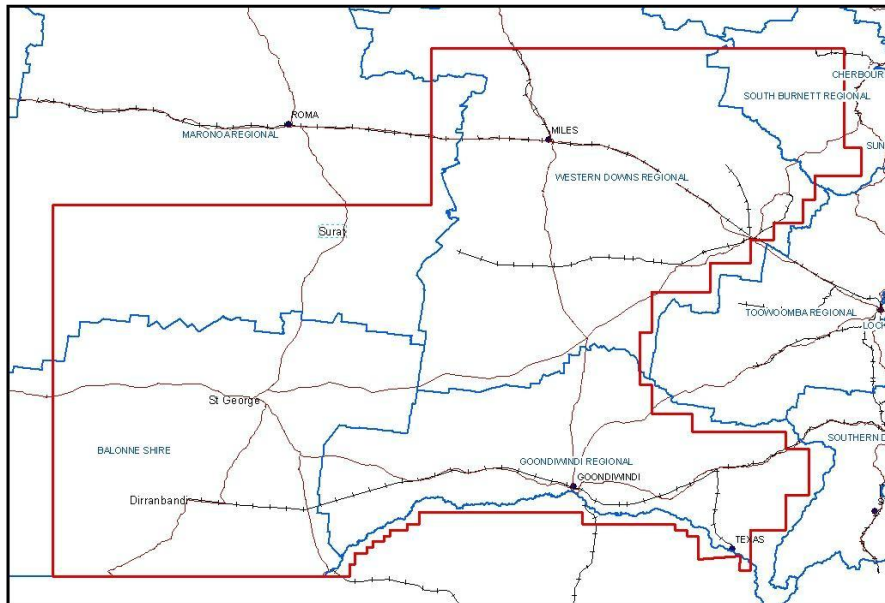 CHERBOUR
SOUTH BURNETT REGIONAL
ROMA
MARONOA REGIONAL
MILES
SUN
WESTERN DOWNS REGIONAL
Surat
TOOWOOMBA REGIONAL
LOCK
St George
SOUTHERN D
BALONNE SHIRE
GOONDIWINDI REGIONAL
GOONDIWINDI
Dirranbandi
S
TEXAS